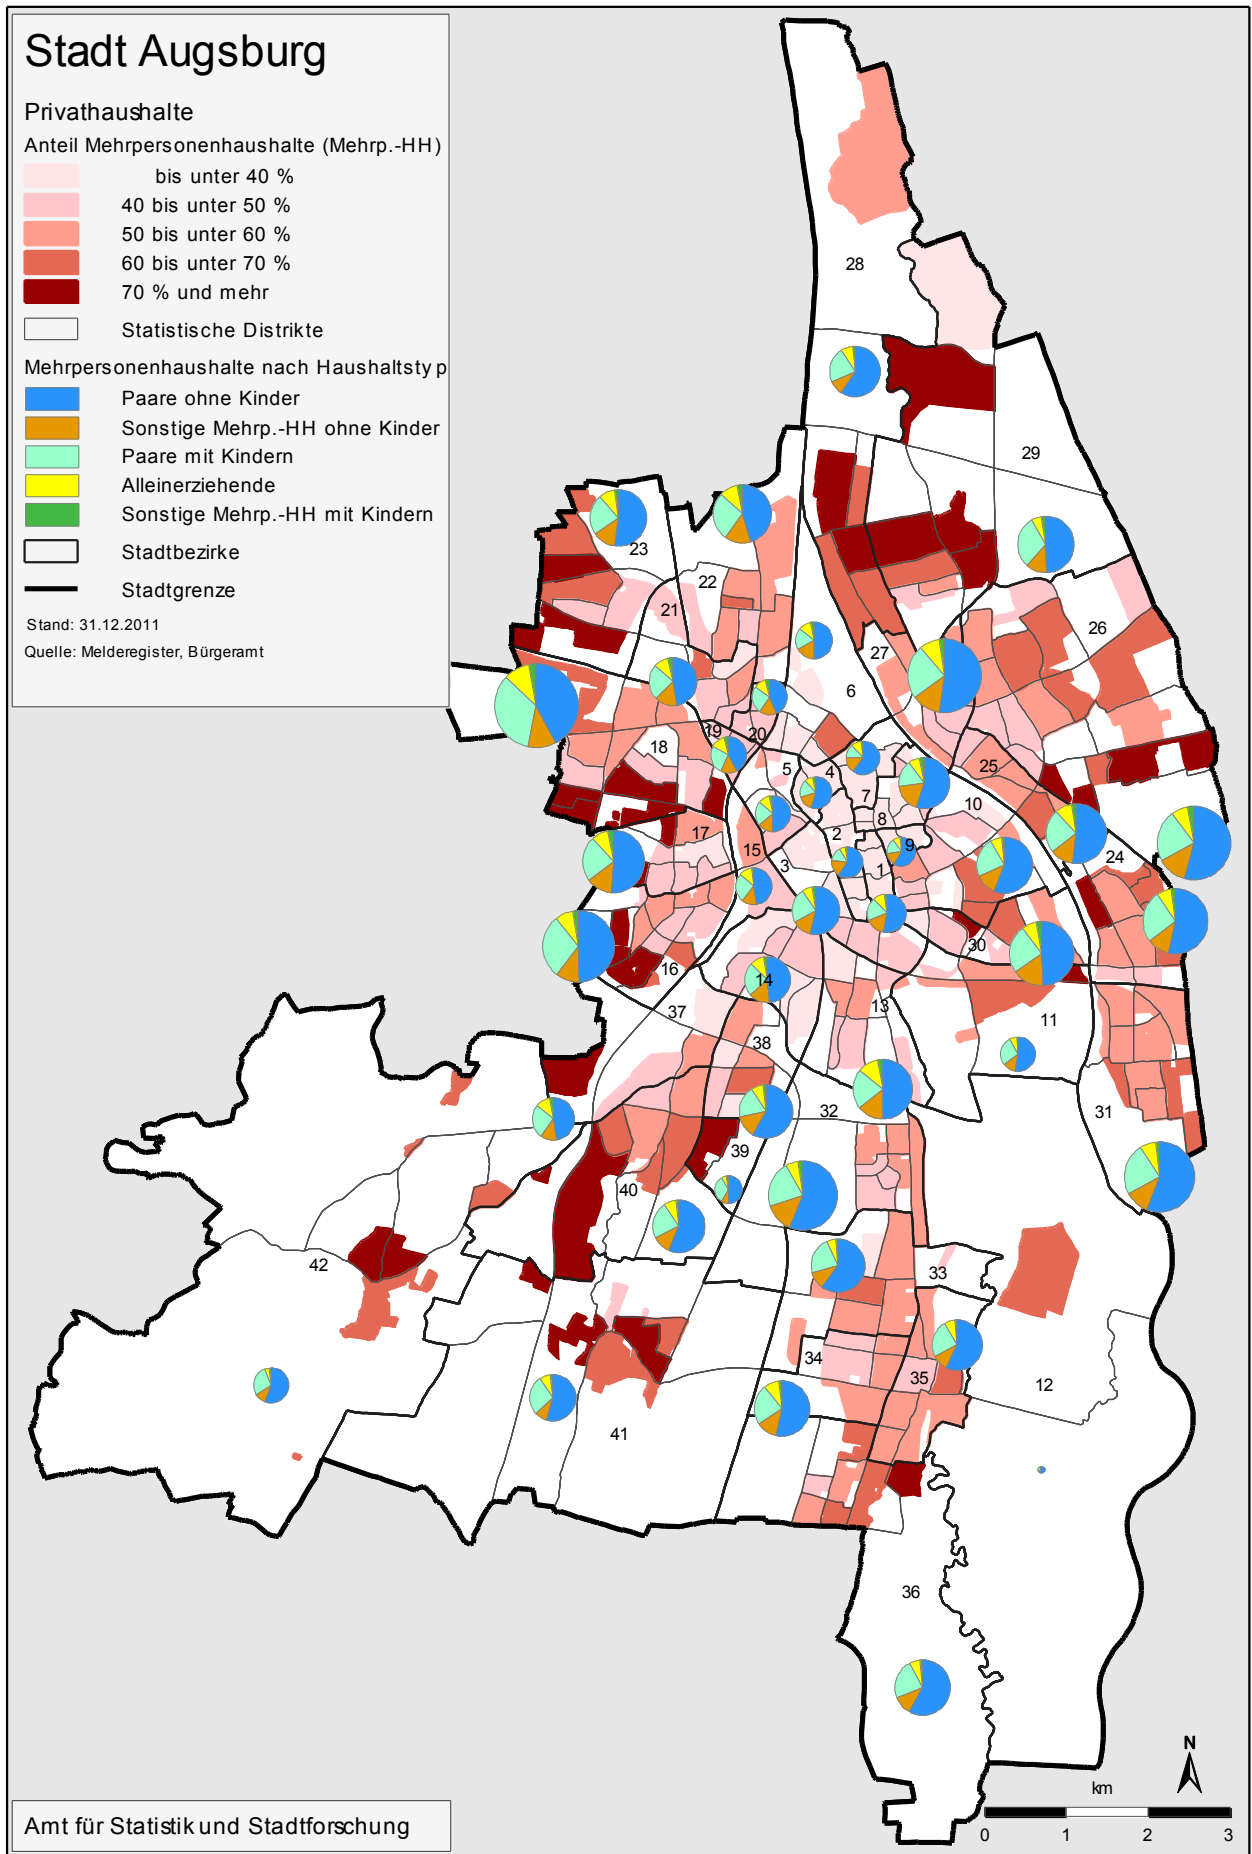 Stadt Augsburg
Privathaushalte
Anteil Mehrpersonenhaushalte (Mehrp.-HH)
bis unter 40 %
40 bis unter 50 %
50 bis unter 60 %
60 bis unter 70 %
70 % und mehr
Statistische Distrikte
Mehrpersonenhaushalte nach Haushaltstyp
Paare ohne Kinder
Sonstige Mehrp.-HH ohne Kinder
Paare mit Kindern
Alleinerziehende
Sonstige Mehrp.-HH mit Kindern
Stadtbezirke
Stadtgrenze
Stand: 31.12.2011
Quelle: Melderegister, Bürgeramt
28
29
23
22
21
26
27
6
19
20
18
5
4
25
7
10
8
17
2
9
15
3
1
24
30
16
14
37
13
11
38
32
31
39
40
42
33
34
35
12
41
36
N
km
0 1 2 3
Amt für Statistik und Stadtforschung